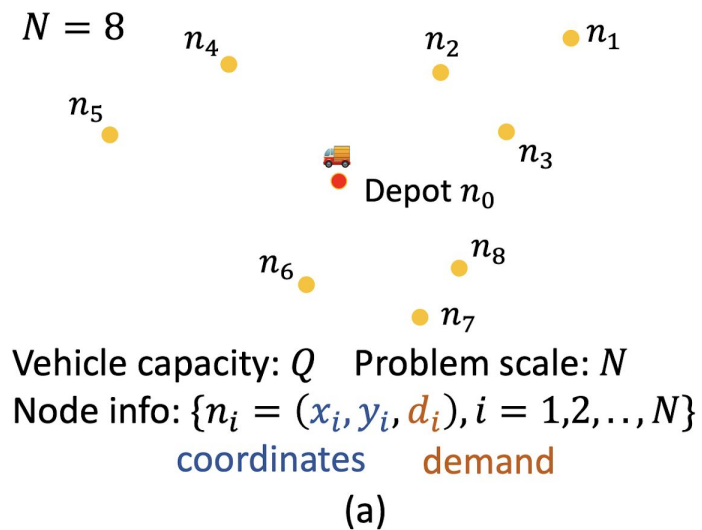 N = 8
n₄
n₂
n₁
n₅
n₃
Depot n₀
n₈
n₆
n₇
Vehicle capacity: Q Problem scale: N
Node info: {nᵢ = (xᵢ, yᵢ, dᵢ), i = 1,2, . . , N}
coordinates demand
(a)